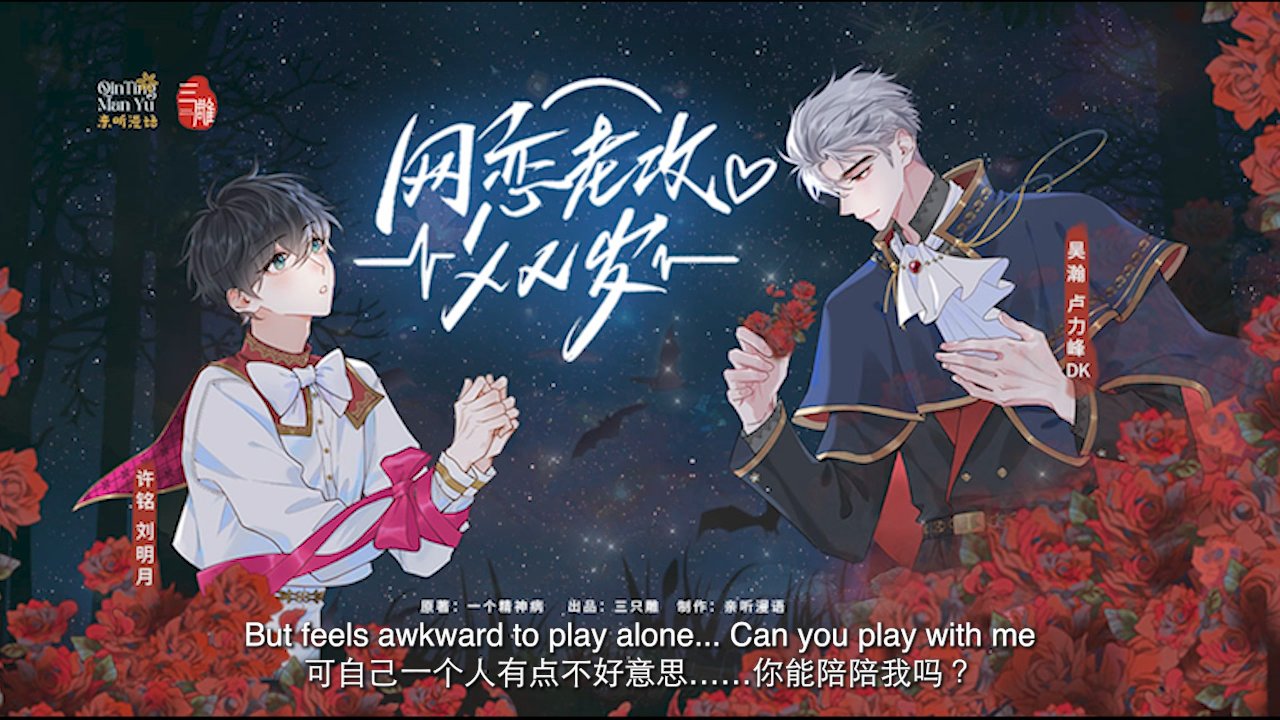 QinTing
Man Yu
亲听漫语
三雕
网恋老攻
岁
昊瀚 卢力峰DK
许铭 刘明月
原著：一个精神病 出品：三只雕 制作：亲听漫语
But feels awkward to play alone... Can you play with me
可自己一个人有点不好意思……你能陪陪我吗？